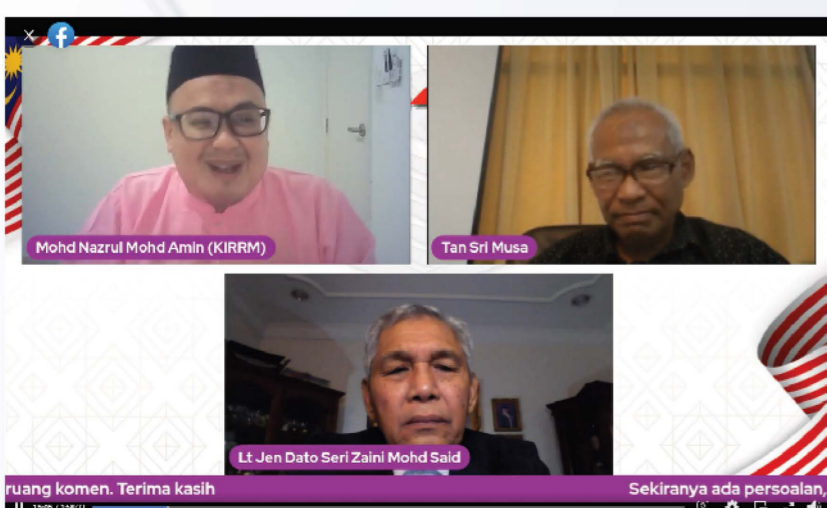 Mohd Nazrul Mohd Amin (KIRRM)
Tan Sri Musa
Lt Jen Dato Seri Zaini Mohd Said
ruang komen. Terima kasih
Sekiranya ada persoalan,